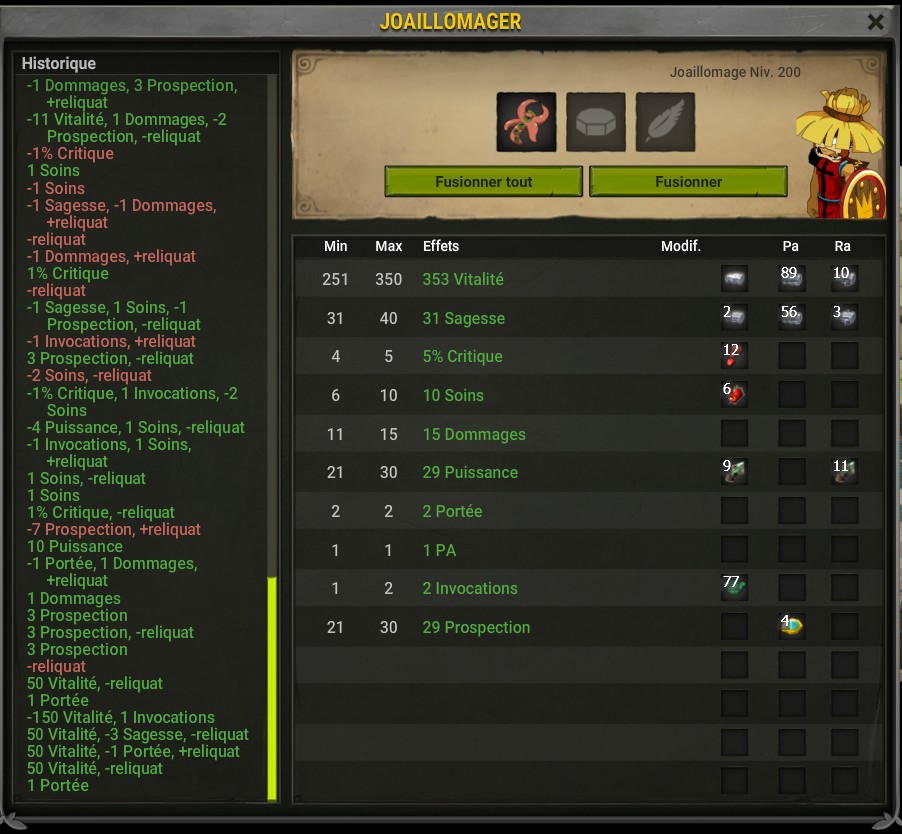 JOAILLOMAGER
Historique
-1 Dommages, 3 Prospection,
+reliquat
-11 Vitalité, 1 Dommages, -2
Prospection, -reliquat
-1% Critique
1 Soins
-1 Soins
-1 Sagesse, -1 Dommages,
+reliquat
-reliquat
-1 Dommages, +reliquat
1% Critique
-reliquat
-1 Sagesse, 1 Soins, -1
Prospection, -reliquat
-1 Invocations, +reliquat
3 Prospection, -reliquat
-2 Soins, -reliquat
-1% Critique, 1 Invocations, -2
Soins
-4 Puissance, 1 Soins, -reliquat
-1 Invocations, 1 Soins,
+reliquat
1 Soins, -reliquat
1 Soins
1% Critique, -reliquat
-7 Prospection, +reliquat
10 Puissance
-1 Portée, 1 Dommages,
+reliquat
1 Dommages
3 Prospection
3 Prospection, -reliquat
3 Prospection
-reliquat
50 Vitalité, -reliquat
1 Portée
-150 Vitalité, 1 Invocations
50 Vitalité, -3 Sagesse, -reliquat
50 Vitalité, -1 Portée, +reliquat
50 Vitalité, -reliquat
1 Portée
Joaillomage Niv. 200
Fusionner tout Fusionner
Min Max Effets Modif. Pa Ra
251 350 353 Vitalité 89 10
31 40 31 Sagesse 2 56 3
4 5 5% Critique 12
6 10 10 Soins 6
11 15 15 Dommages
21 30 29 Puissance 9 11
2 2 2 Portée
1 1 1 PA
1 2 2 Invocations 77
21 30 29 Prospection 4